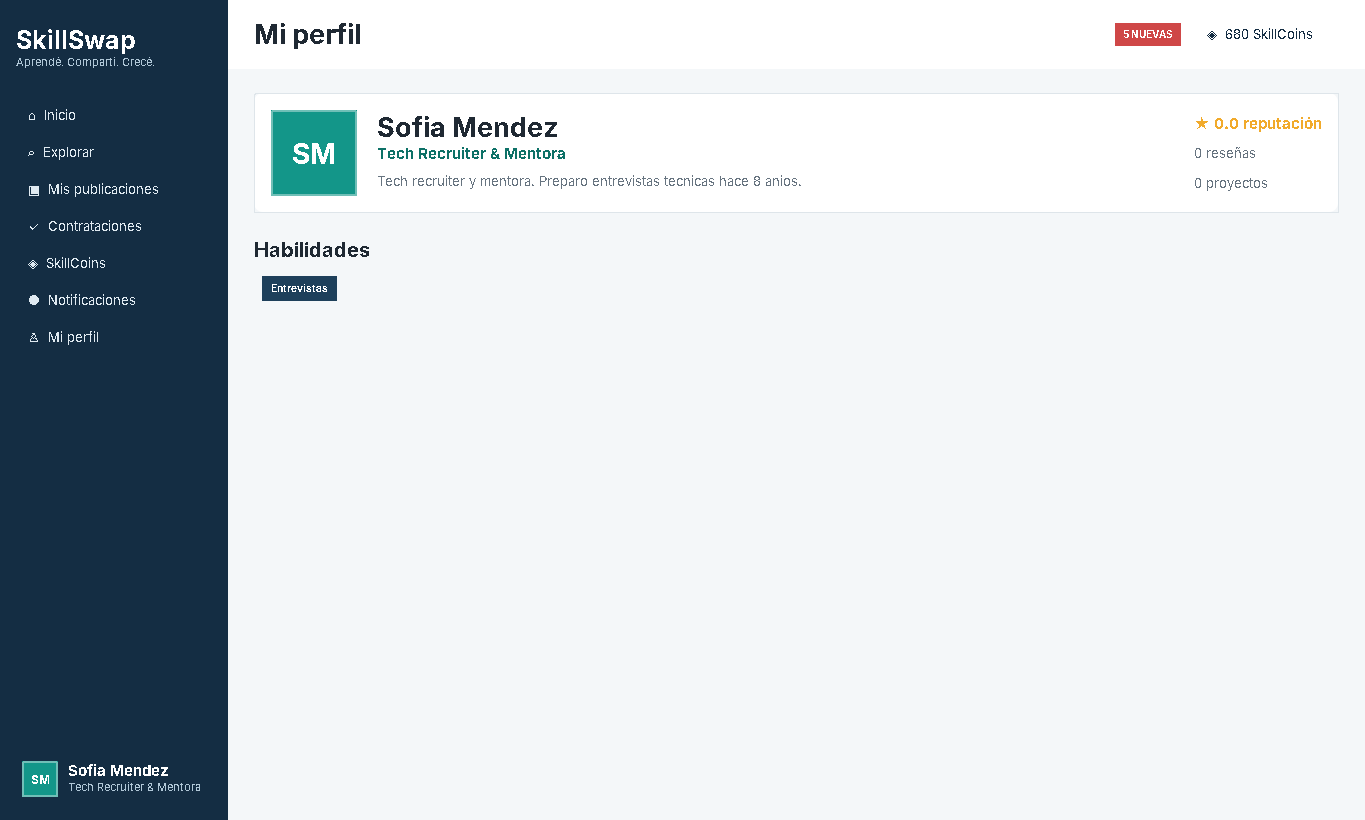 SkillSwap
Aprendé. Compartí. Crecé.
Inicio
Explorar
Mis publicaciones
Contrataciones
SkillCoins
Notificaciones
Mi perfil
Sofia Mendez
Tech Recruiter & Mentora
SM
Mi perfil
5 NUEVAS
680 SkillCoins
SM
Sofia Mendez
Tech Recruiter & Mentora
Tech recruiter y mentora. Preparo entrevistas tecnicas hace 8 anios.
★ 0.0 reputación
0 reseñas
0 proyectos
Habilidades
Entrevistas